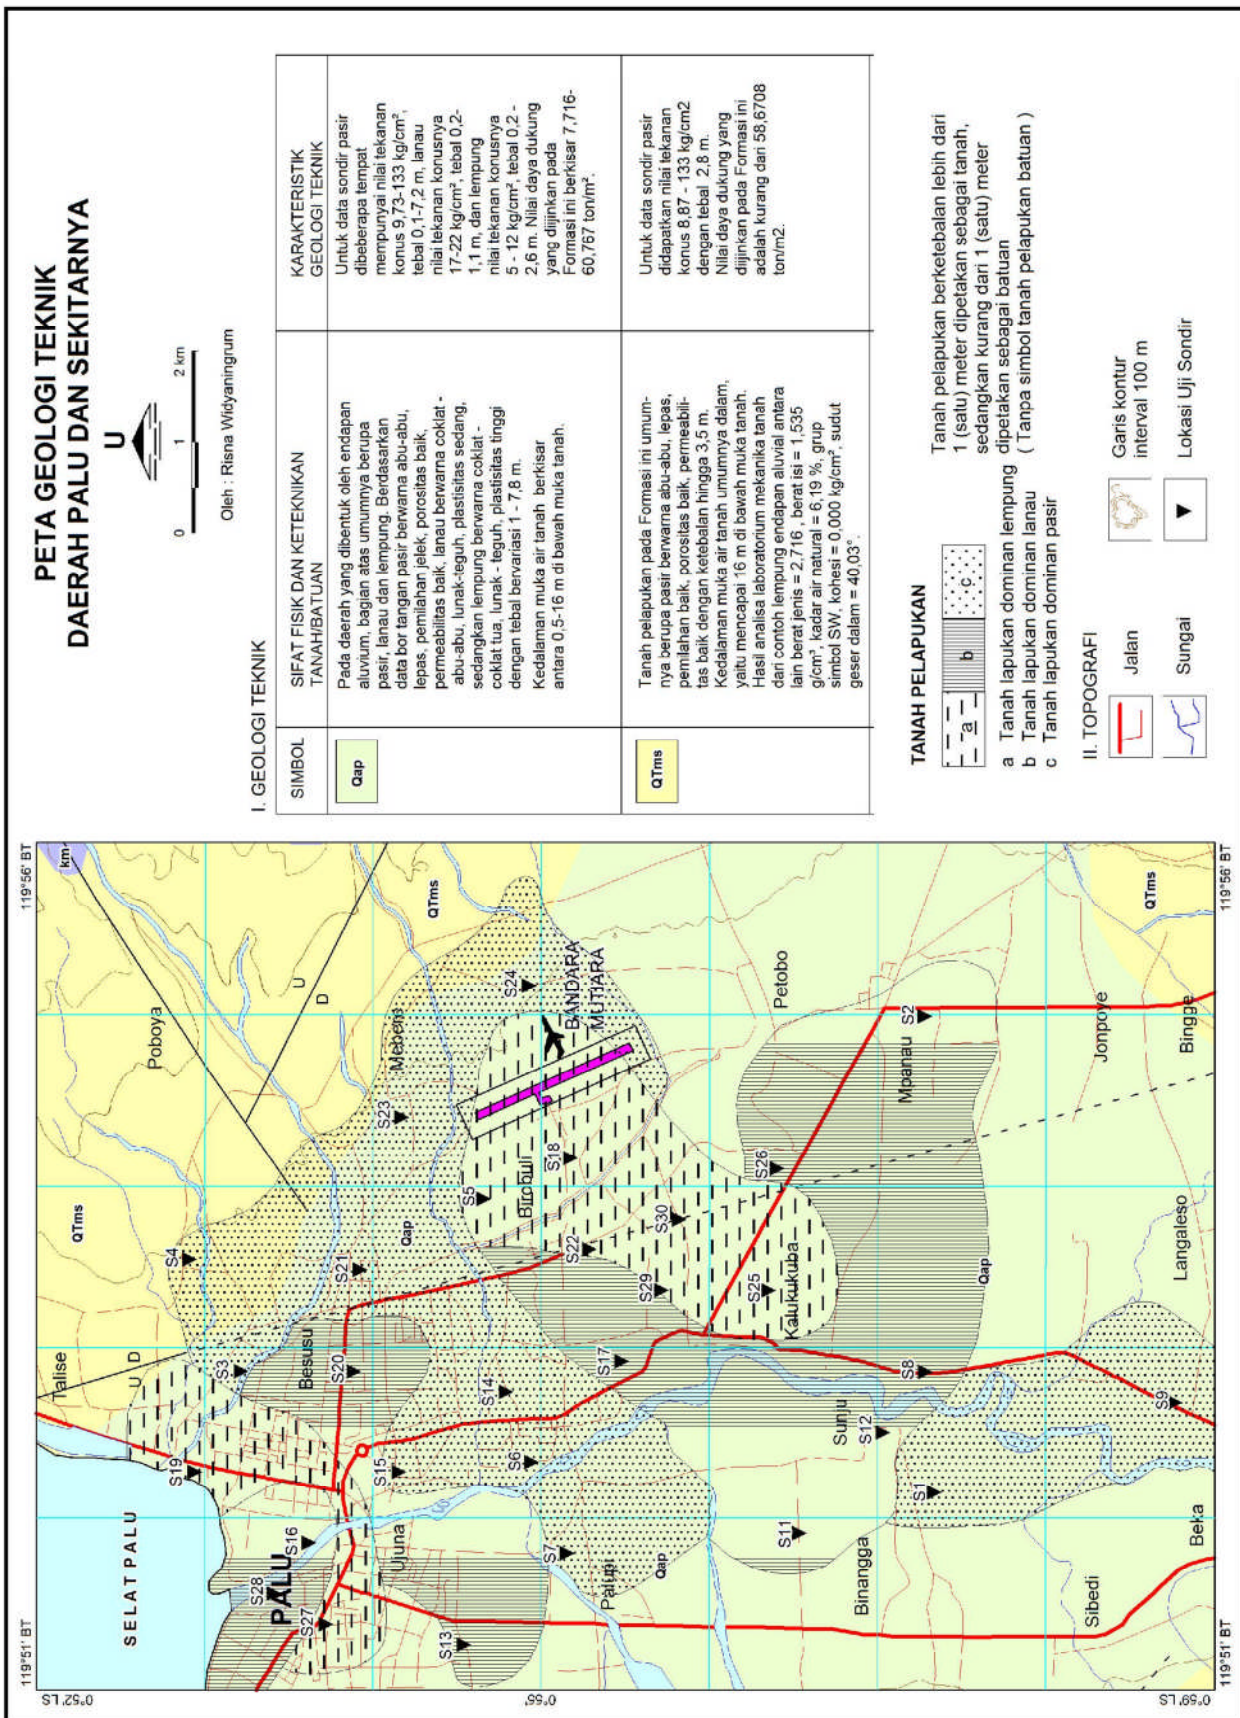 PETA GEOLOGI TEKNIK
DAERAH PALU DAN SEKITARNYA
U
0 1 2 km
Oleh : Risna Widyaningrum
I. GEOLOGI TEKNIK
SIMBOL
SIFAT FISIK DAN KETEKNIKAN
TANAH/BATUAN
KARAKTERISTIK
GEOLOGI TEKNIK
Qap
Pada daerah yang dibentuk oleh endapan
aluvium, bagian atas umumnya berupa
pasir, lanau dan lempung. Berdasarkan
data bor tangan pasir berwarna abu-abu,
lepas, pemilahan jelek, porositas baik,
permeabilitas baik, lanau berwarna coklat -
abu-abu, lunak-teguh, plastisitas sedang,
sedangkan lempung berwarna coklat -
coklat tua, lunak - teguh, plastisitas tinggi
dengan tebal bervariasi 1 - 7,8 m.
Kedalaman muka air tanah berkisar
antara 0,5-16 m di bawah muka tanah.
Untuk data sondir pasir
dibeberapa tempat
mempunyai nilai tekanan
konus 9,73-133 kg/cm²,
tebal 0,1-7,2 m, lanau
nilai tekanan konusnya
17-22 kg/cm², tebal 0,2-
1,1 m, dan lempung
nilai tekanan konusnya
5 - 12 kg/cm², tebal 0,2 -
2,6 m. Nilai daya dukung
yang diijinkan pada
Formasi ini berkisar 7,716-
60,767 ton/m².
QTms
Tanah pelapukan pada Formasi ini umum-
nya berupa pasir berwarna abu-abu, lepas,
pemilahan baik, porositas baik, permeabili-
tas baik dengan ketebalan hingga 3,5 m.
Kedalaman muka air tanah umumnya dalam,
yaitu mencapai 16 m di bawah muka tanah.
Hasil analisa laboratorium mekanika tanah
dari contoh lempung endapan aluvial antara
lain berat jenis = 2,716 , berat isi = 1,535
g/cm³, kadar air natural = 6,19 %, grup
simbol SW, kohesi = 0,000 kg/cm², sudut
geser dalam = 40,03°.
Untuk data sondir pasir
didapatkan nilai tekanan
konus 8,87 - 133 kg/cm2
dengan tebal 2,8 m.
Nilai daya dukung yang
diijinkan pada Formasi ini
adalah kurang dari 58,6708
ton/m2.
TANAH PELAPUKAN
a
b
c
a Tanah lapukan dominan lempung
b Tanah lapukan dominan lanau
c Tanah lapukan dominan pasir
Tanah pelapukan berketebalan lebih dari
1 (satu) meter dipetakan sebagai tanah,
sedangkan kurang dari 1 (satu) meter
dipetakan sebagai batuan
( Tanpa simbol tanah pelapukan batuan )
II. TOPOGRAFI
Jalan
Sungai
Garis kontur
interval 100 m
Lokasi Uji Sondir
119°51' BT
119°56' BT
119°51' BT
119°56' BT
0°52' LS
0°56'
0°59' LS
SELAT PALU
PALU
Talise
Poboya
Besusu
Ujuna
Palupi
Birobuli
BANDARA
MUTIARA
Petobo
Kalukukuba
Mpanau
Sunju
Binangga
Sibedi
Beka
Langaleso
Jonpoye
Bingge
km
QTms
QTms
QTms
Qap
Qap
Qap
U
D
U
D
S1
S2
S3
S4
S5
S6
S7
S8
S9
S11
S12
S13
S14
S15
S16
S17
S18
S19
S20
S21
S22
S23
S24
S25
S26
S27
S28
S29
S30